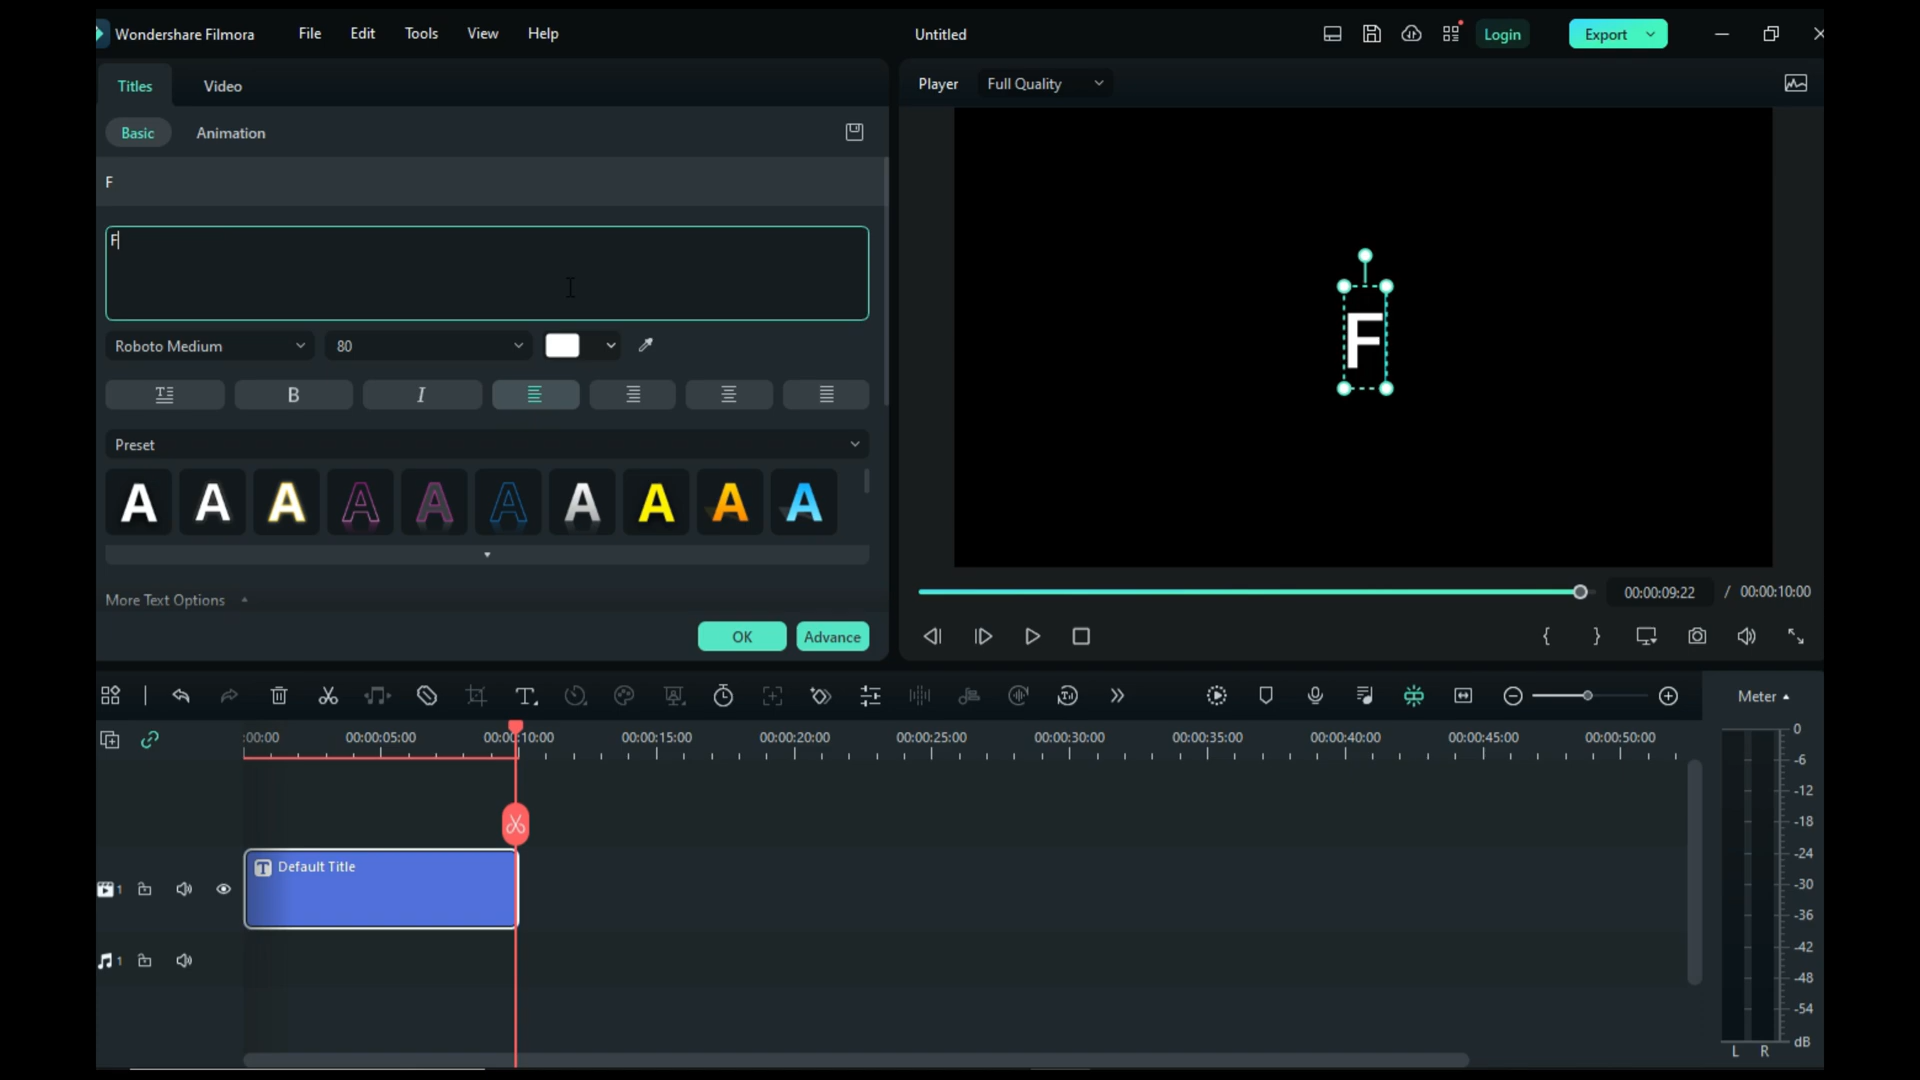 Wondershare Filmora File Edit Tools View Help Untitled Login Export
Titles Video
Player Full Quality
Basic Animation
F
F
F
Roboto Medium 80
B I
Preset
A A A A A A A A A A
More Text Options
00:00:09:22 / 00:00:10:00
OK Advance
Meter
:00:00 00:00:05:00 00:00:10:00 00:00:15:00 00:00:20:00 00:00:25:00 00:00:30:00 00:00:35:00 00:00:40:00 00:00:45:00 00:00:50:00
0
-6
-12
-18
-24
-30
-36
-42
-48
-54
dB
L R
T Default Title
1
1